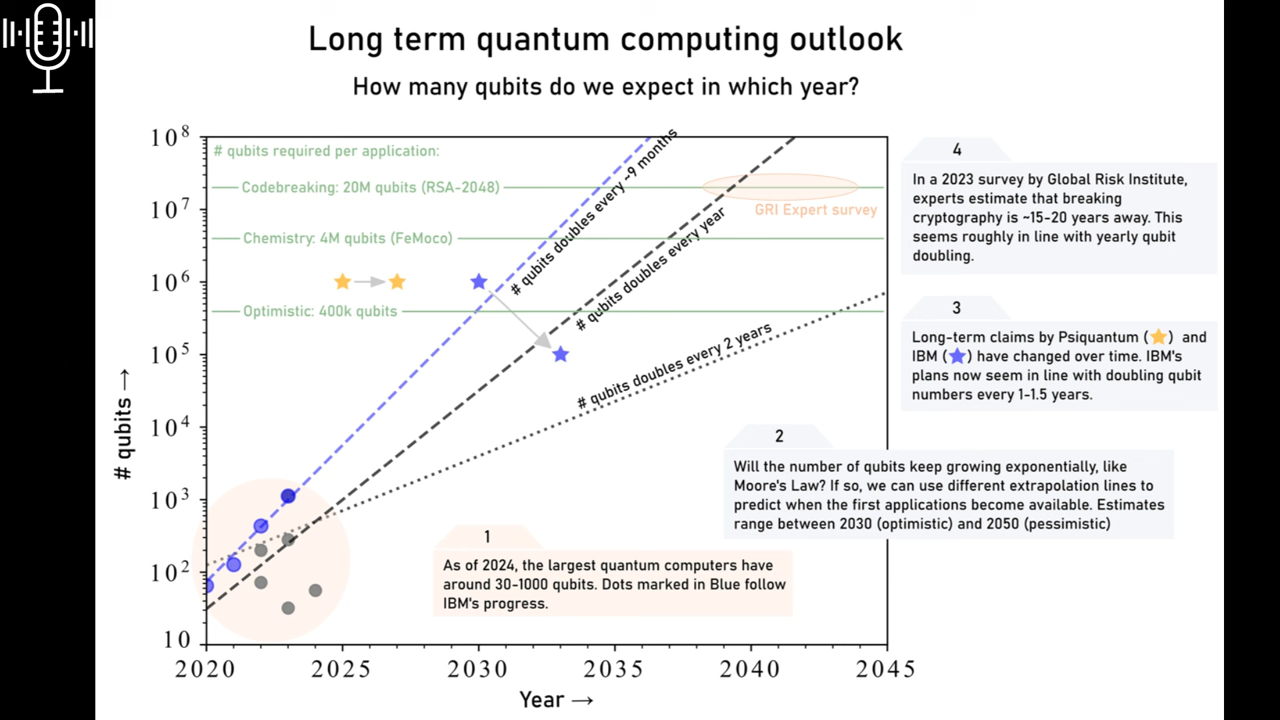 Long term quantum computing outlook
How many qubits do we expect in which year?
10⁸
10⁷
10⁶
10⁵
10⁴
10³
10²
10
# qubits →
# qubits required per application:
Codebreaking: 20M qubits (RSA-2048)
Chemistry: 4M qubits (FeMoco)
Optimistic: 400k qubits
# qubits doubles every ~9 months
# qubits doubles every year
# qubits doubles every 2 years
GRI Expert survey
4
In a 2023 survey by Global Risk Institute,
experts estimate that breaking
cryptography is ~15-20 years away. This
seems roughly in line with yearly qubit
doubling.
3
Long-term claims by Psiquantum (⭐) and
IBM (★) have changed over time. IBM's
plans now seem in line with doubling qubit
numbers every 1-1.5 years.
2
Will the number of qubits keep growing exponentially, like
Moore's Law? If so, we can use different extrapolation lines to
predict when the first applications become available. Estimates
range between 2030 (optimistic) and 2050 (pessimistic)
1
As of 2024, the largest quantum computers have
around 30-1000 qubits. Dots marked in Blue follow
IBM's progress.
2020 2025 2030 2035 2040 2045
Year →